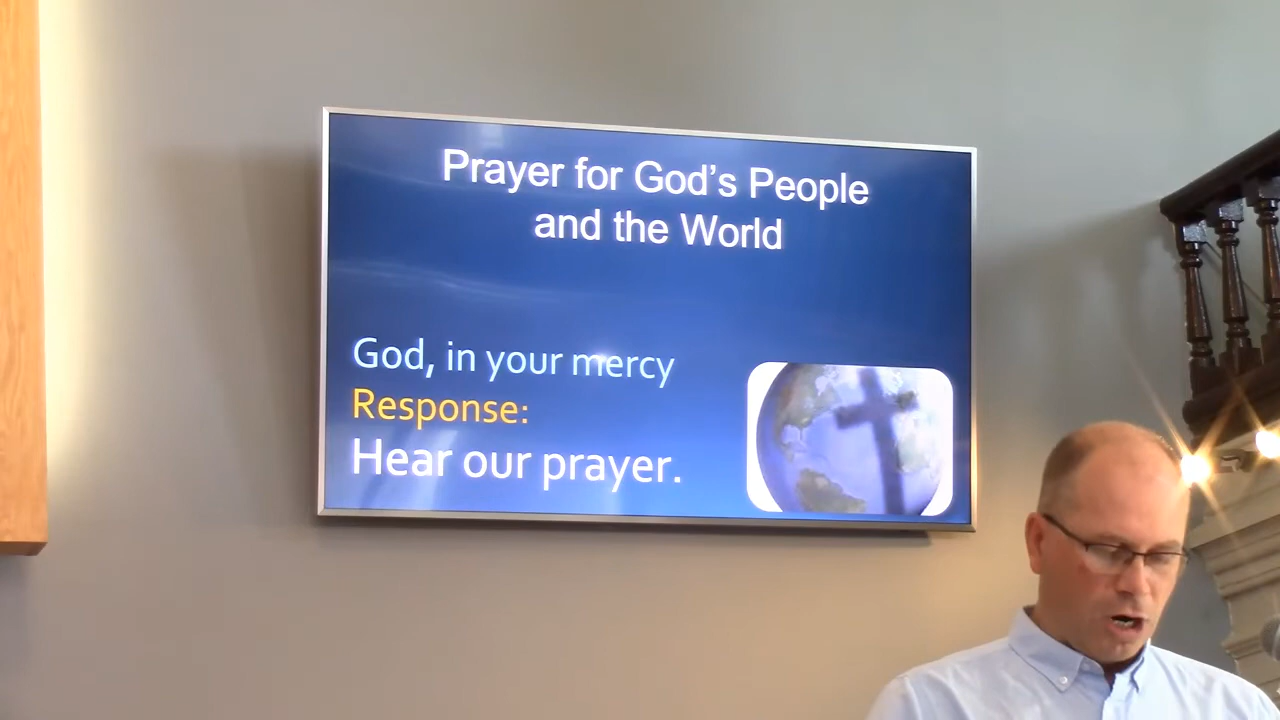 Prayer for God’s People
and the World
God, in your mercy
Response:
Hear our prayer.